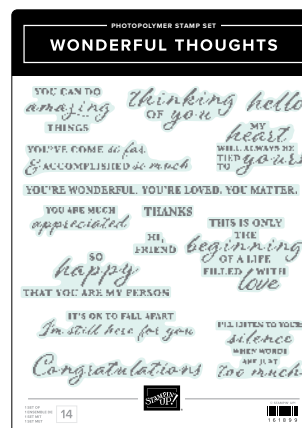 PHOTOPOLYMER STAMP SET
WONDERFUL THOUGHTS
YOU CAN DO
amazing
THINGS
thinking
OF you
hello
MY
heart
WILL ALWAYS BE
TIED
TO yours
YOU'VE COME so far
& ACCOMPLISHED so much
YOU'RE WONDERFUL. YOU'RE LOVED. YOU MATTER.
YOU ARE MUCH
appreciated
THANKS
HI,
FRIEND
THIS IS ONLY
THE
beginning
OF A LIFE
FILLED WITH
love
SO
happy
THAT YOU ARE MY PERSON
IT'S OK TO FALL APART
I'm still here for you
I'LL LISTEN TO YOUR
silence
WHEN WORDS
ARE JUST
too much
Congratulations
14
STAMPIN' UP!
© STAMPIN' UP!
161899